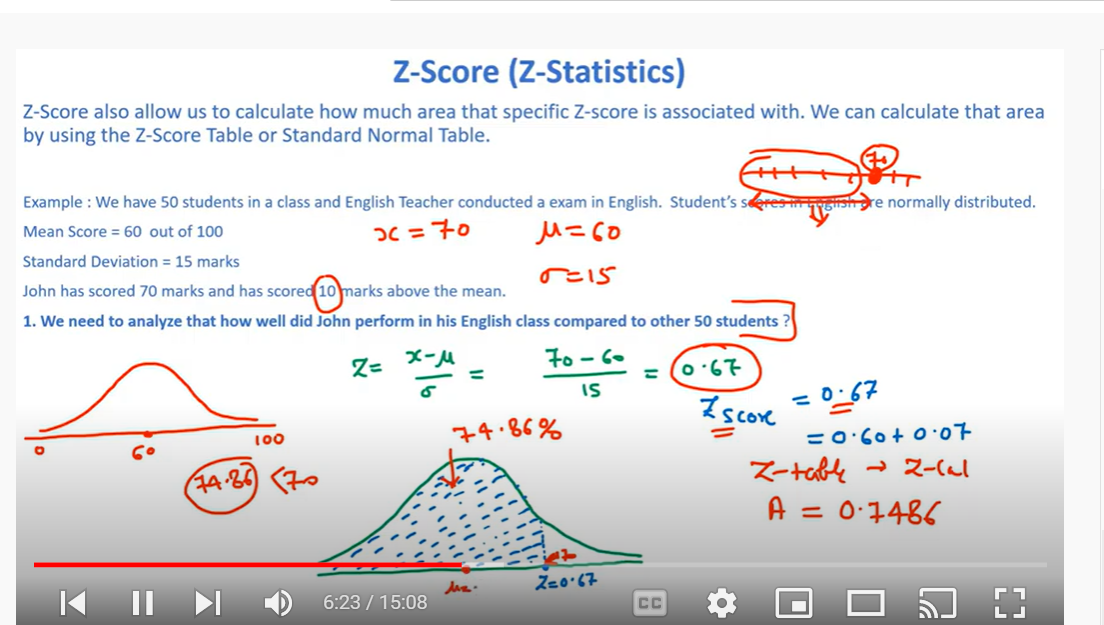 Z-Score (Z-Statistics)
Z-Score also allow us to calculate how much area that specific Z-score is associated with. We can calculate that area
by using the Z-Score Table or Standard Normal Table.
70
Example : We have 50 students in a class and English Teacher conducted a exam in English. Student's scores in English are normally distributed.
Mean Score = 60 out of 100
x = 70
μ = 60
Standard Deviation = 15 marks
σ = 15
John has scored 70 marks and has scored 10 marks above the mean.
1. We need to analyze that how well did John perform in his English class compared to other 50 students ?
Z = x-μ / σ = 70 - 60 / 15 = 0.67
Z score = 0.67
= 0.60 + 0.07
74.86%
0 60 100
74.86 < 70
Z-table → Z-Cal
A = 0.7486
Z=0.67
6:23 / 15:08
CC